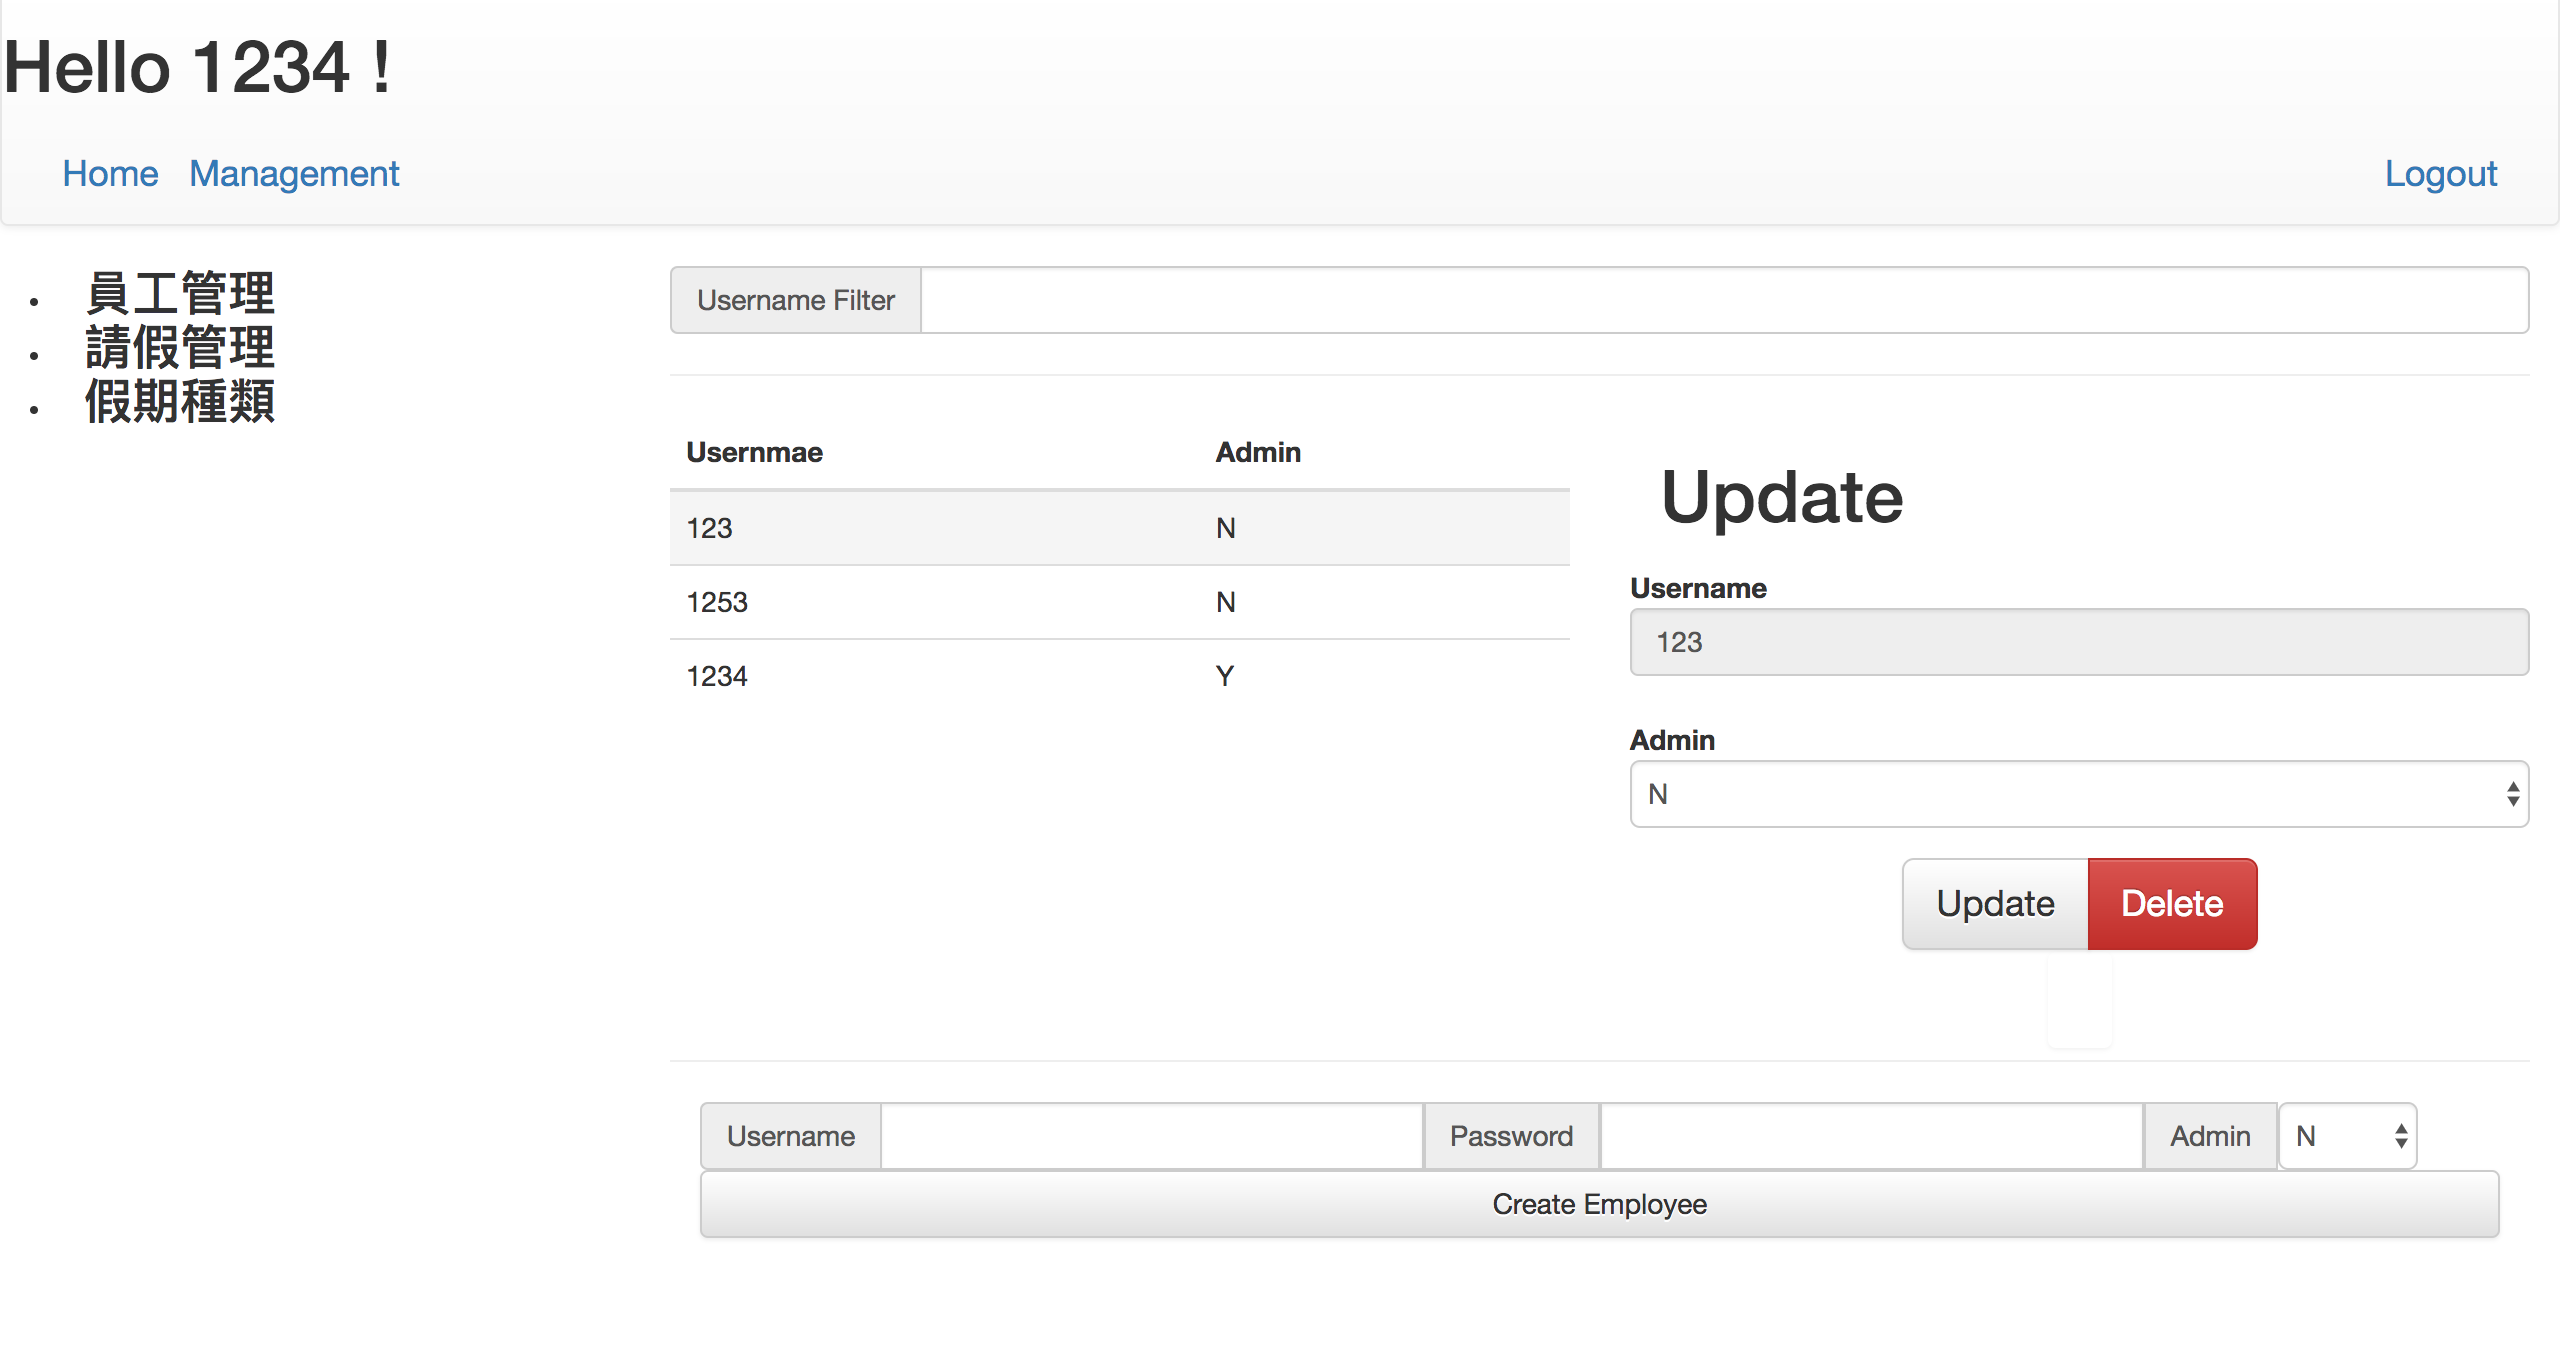 Hello 1234 !
Home Management Logout
員工管理
請假管理
假期種類
Username Filter
Usernmae Admin
123 N
1253 N
1234 Y
Update
Username
123
Admin
N
Update Delete
Username Password Admin N
Create Employee